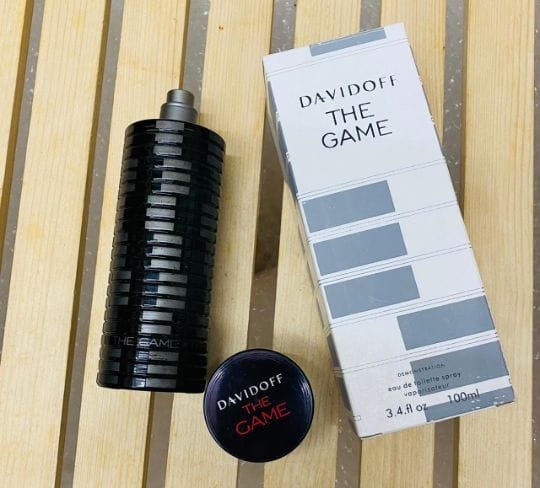 DAVIDOFF
THE
GAME
DEMONSTRATION
eau de toilette spray
vaporisateur
3.4.fl oz 100ml
THE GAME
DAVIDOFF
THE
GAME